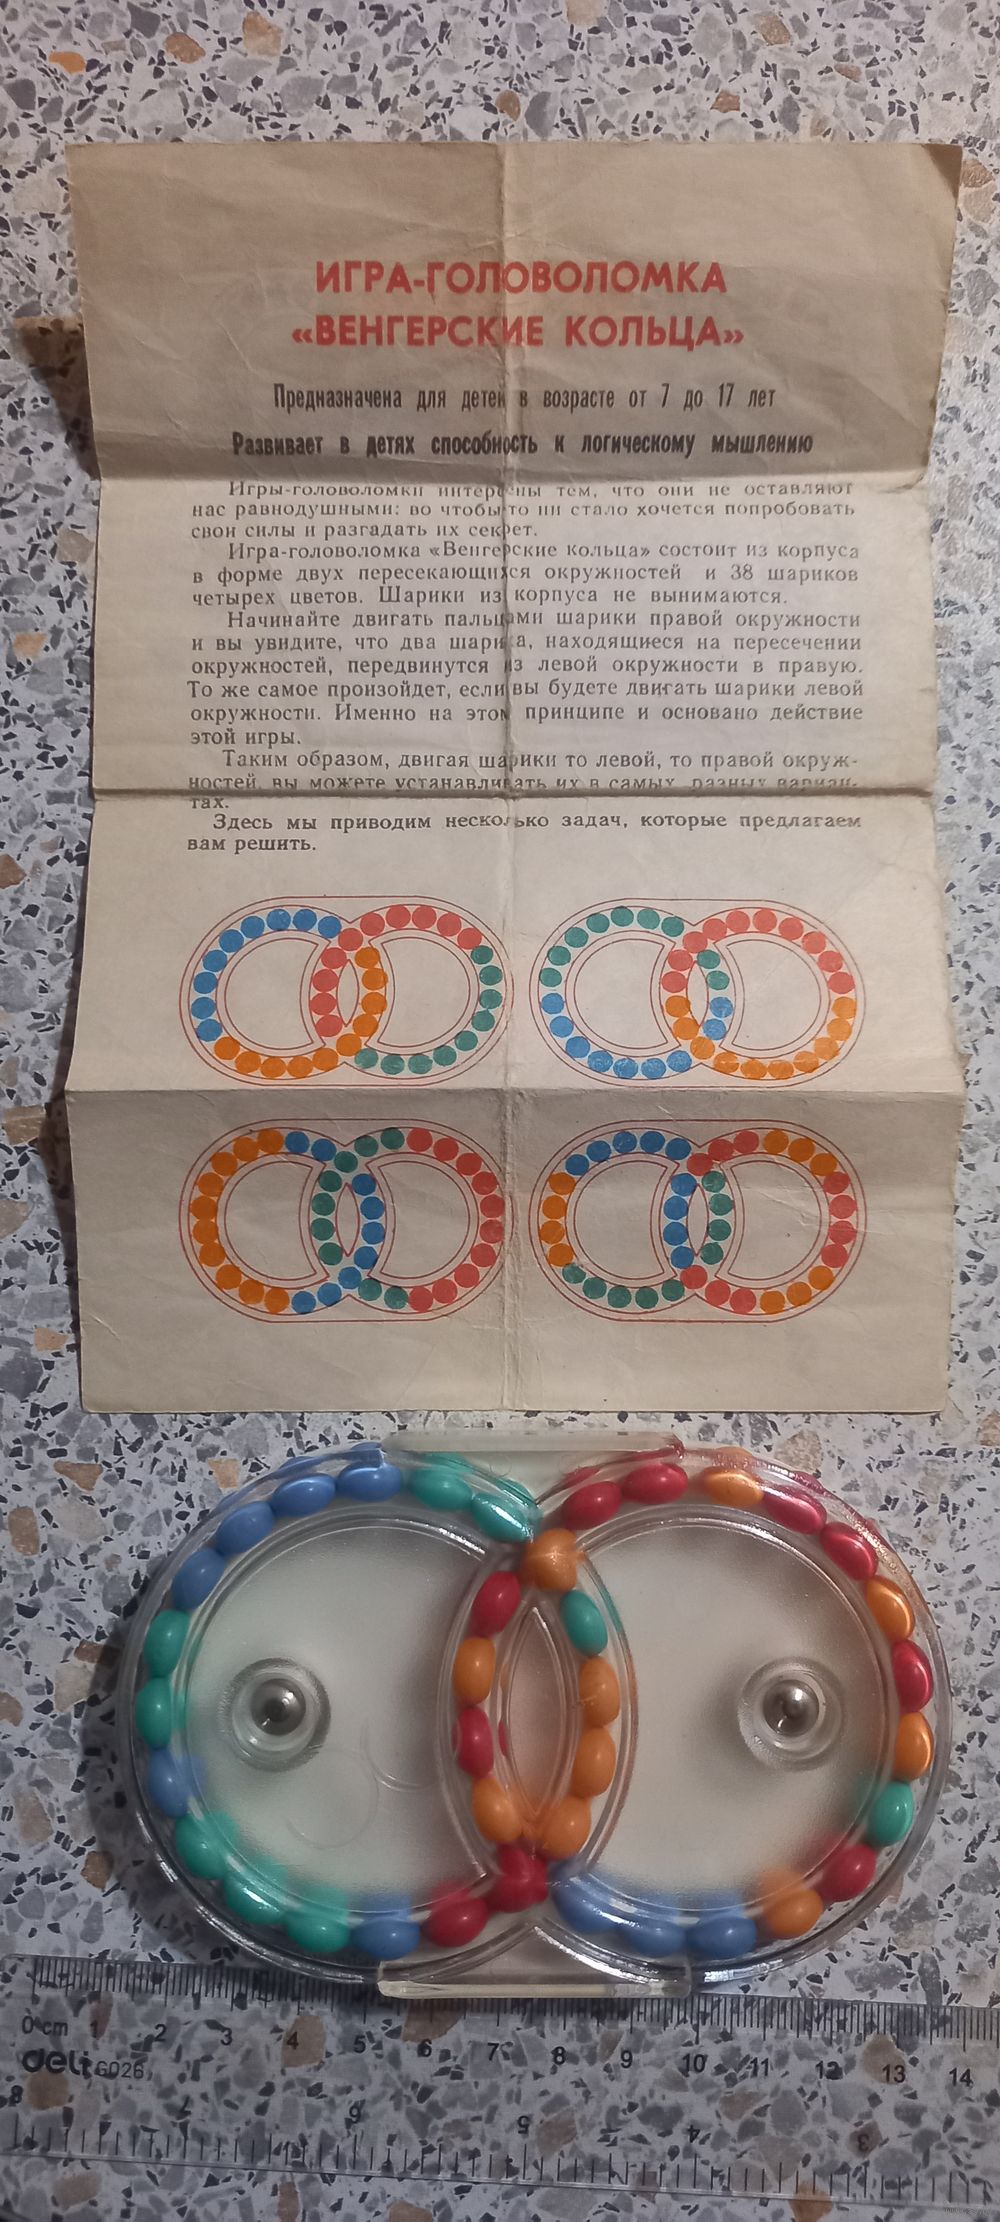 ИГРА-ГОЛОВОЛОМКА
«ВЕНГЕРСКИЕ КОЛЬЦА»
Предназначена для детей в возрасте от 7 до 17 лет
Развивает в детях способность к логическому мышлению
Игры-головоломки интересны тем, что они не оставляют
нас равнодушными: во чтобы то ни стало хочется попробовать
свои силы и разгадать их секрет.
Игра-головоломка «Венгерские кольца» состоит из корпуса
в форме двух пересекающихся окружностей и 38 шариков
четырех цветов. Шарики из корпуса не вынимаются.
Начинайте двигать пальцами шарики правой окружности
и вы увидите, что два шарика, находящиеся на пересечении
окружностей, передвинутся из левой окружности в правую.
То же самое произойдет, если вы будете двигать шарики левой
окружности. Именно на этом принципе и основано действие
этой игры.
Таким образом, двигая шарики то левой, то правой окруж-
ностей, вы можете устанавливать их в самых разных вариан-
тах.
Здесь мы приводим несколько задач, которые предлагаем
вам решить.
0 cm 1 2 3 4 5 6 7 8 9 10 11 12 13 14
deli 6026
8 7 6 5 4 3